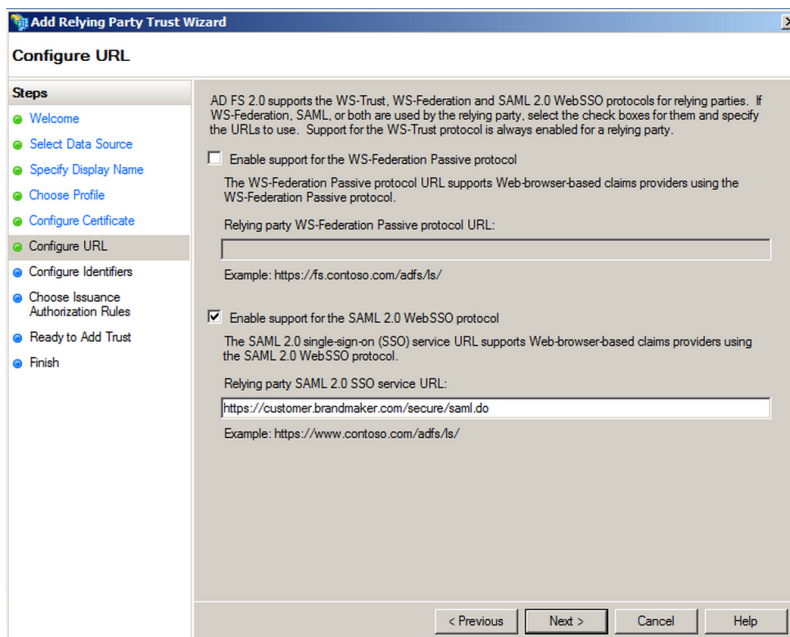 Add Relying Party Trust Wizard
Configure URL
Steps
Welcome
Select Data Source
Specify Display Name
Choose Profile
Configure Certificate
Configure URL
Configure Identifiers
Choose Issuance
Authorization Rules
Ready to Add Trust
Finish
AD FS 2.0 supports the WS-Trust, WS-Federation and SAML 2.0 WebSSO protocols for relying parties. If
WS-Federation, SAML, or both are used by the relying party, select the check boxes for them and specify
the URLs to use. Support for the WS-Trust protocol is always enabled for a relying party.
Enable support for the WS-Federation Passive protocol
The WS-Federation Passive protocol URL supports Web-browser-based claims providers using the
WS-Federation Passive protocol.
Relying party WS-Federation Passive protocol URL:
Example: https://fs.contoso.com/adfs/ls/
Enable support for the SAML 2.0 WebSSO protocol
The SAML 2.0 single-sign-on (SSO) service URL supports Web-browser-based claims providers using
the SAML 2.0 WebSSO protocol.
Relying party SAML 2.0 SSO service URL:
https://customer.brandmaker.com/secure/saml.do
Example: https://www.contoso.com/adfs/ls/
< Previous
Next >
Cancel
Help